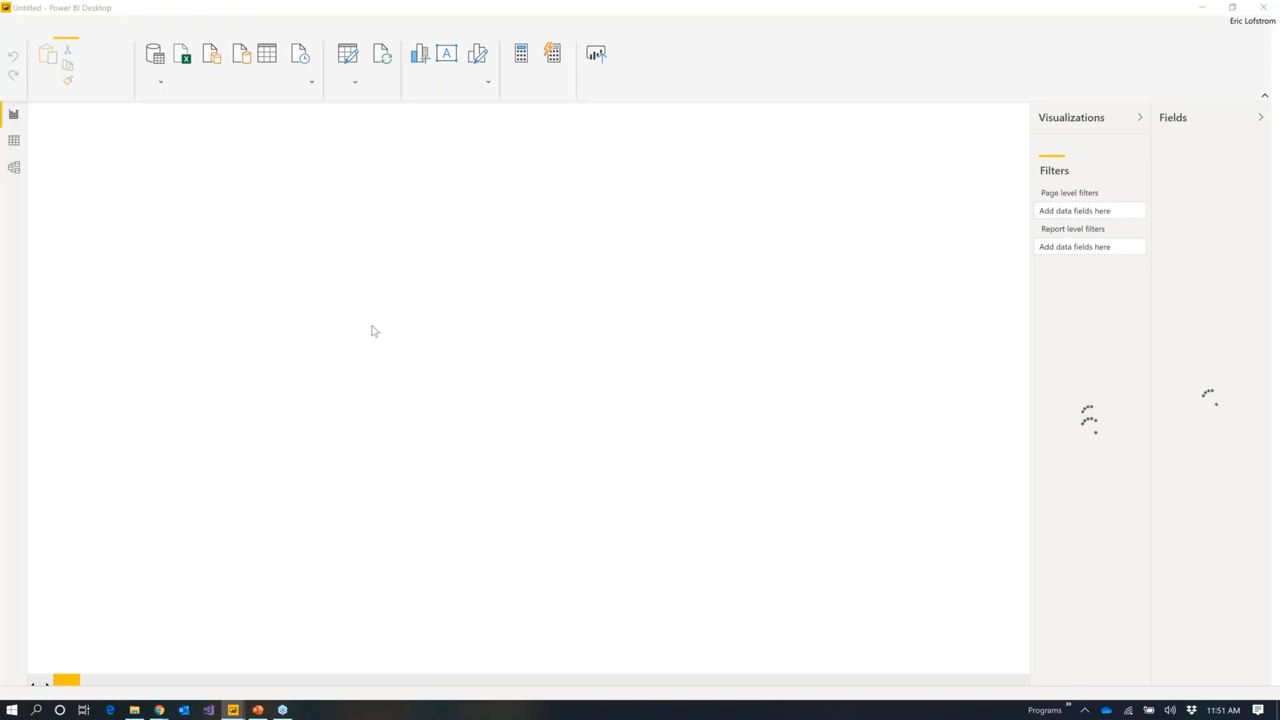 Untitled - Power BI Desktop
Eric Lofstrom
A
Visualizations
Fields
Filters
Page level filters
Add data fields here
Report level filters
Add data fields here
Programs
11:51 AM